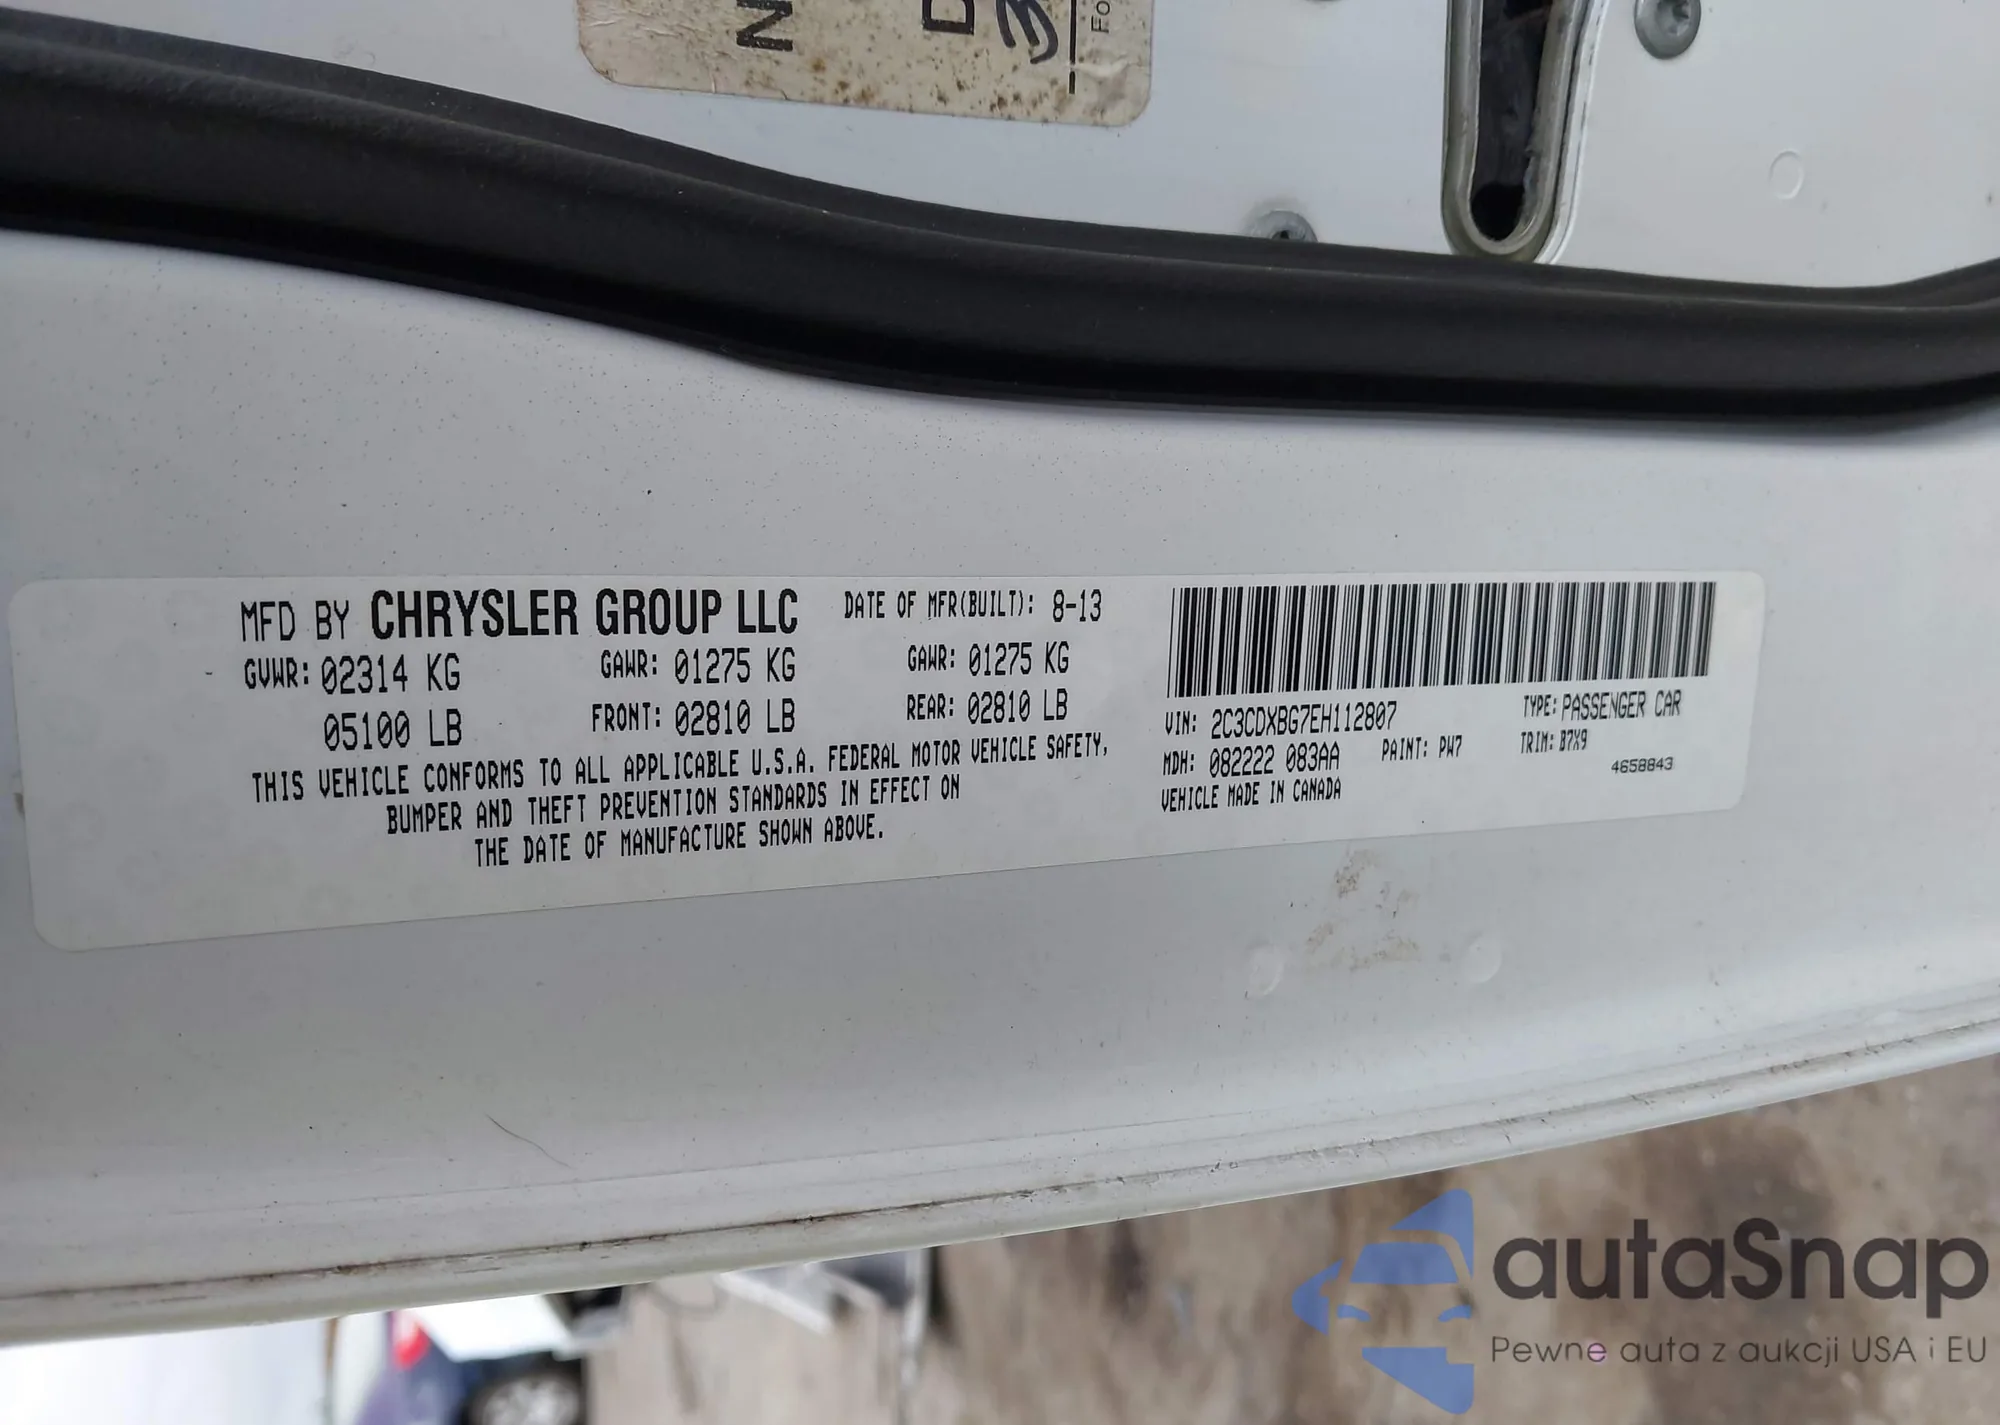 N
D
3
Fo
MFD BY CHRYSLER GROUP LLC DATE OF MFR(BUILT): 8-13
GVWR: 02314 KG GAWR: 01275 KG GAWR: 01275 KG
05100 LB FRONT: 02810 LB REAR: 02810 LB
THIS VEHICLE CONFORMS TO ALL APPLICABLE U.S.A. FEDERAL MOTOR VEHICLE SAFETY,
BUMPER AND THEFT PREVENTION STANDARDS IN EFFECT ON
THE DATE OF MANUFACTURE SHOWN ABOVE.
VIN: 2C3CDXBG7EH112807 TYPE: PASSENGER CAR
MDH: 082222 083AA PAINT: PW7 TRIM: B7X9
VEHICLE MADE IN CANADA 4658843
autaSnap
Pewne auta z aukcji USA i EU